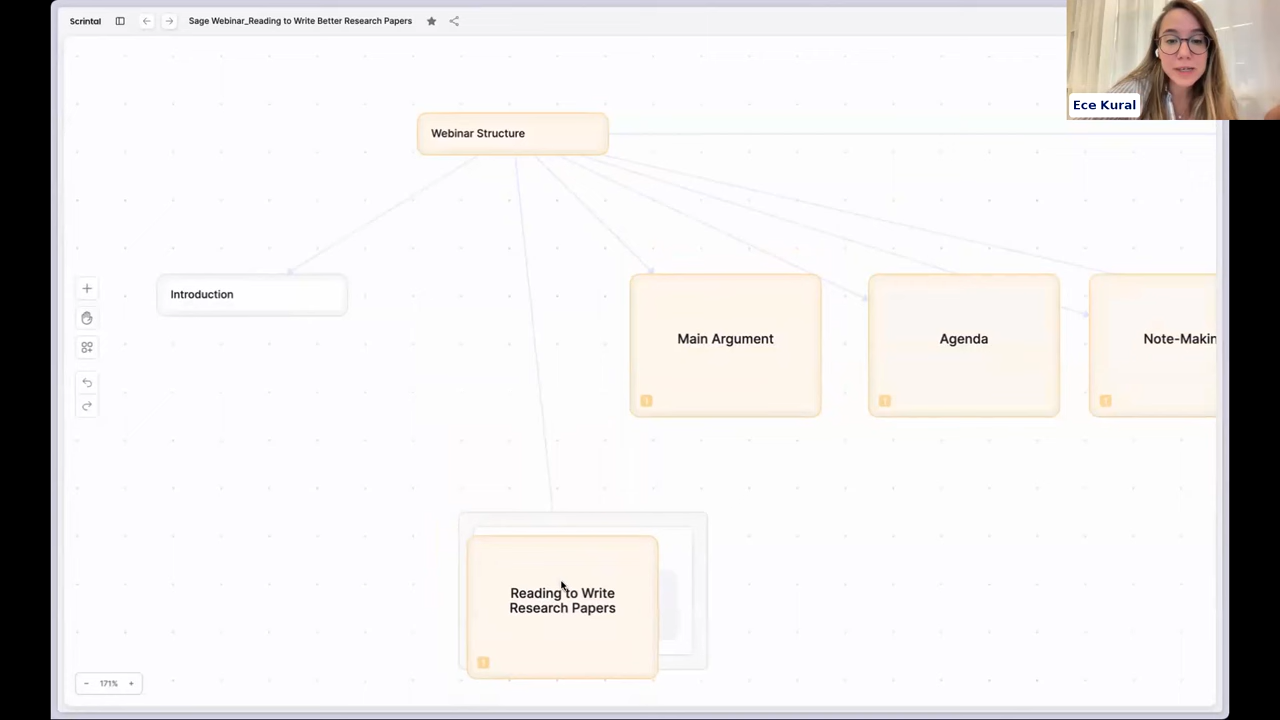 Scrintal
Sage Webinar_Reading to Write Better Research Papers
Ece Kural
Webinar Structure
Introduction
Main Argument
Agenda
Note-Makin
Reading to Write
Research Papers
171%